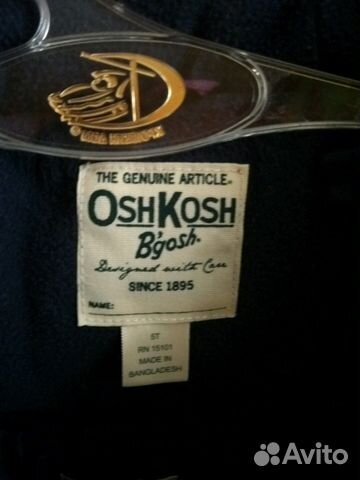 THE GENUINE ARTICLE®
OSHKOSH
B'gosh®
Designed with Care
SINCE 1895
NAME:
5T
RN 15101
MADE IN
BANGLADESH
Avito